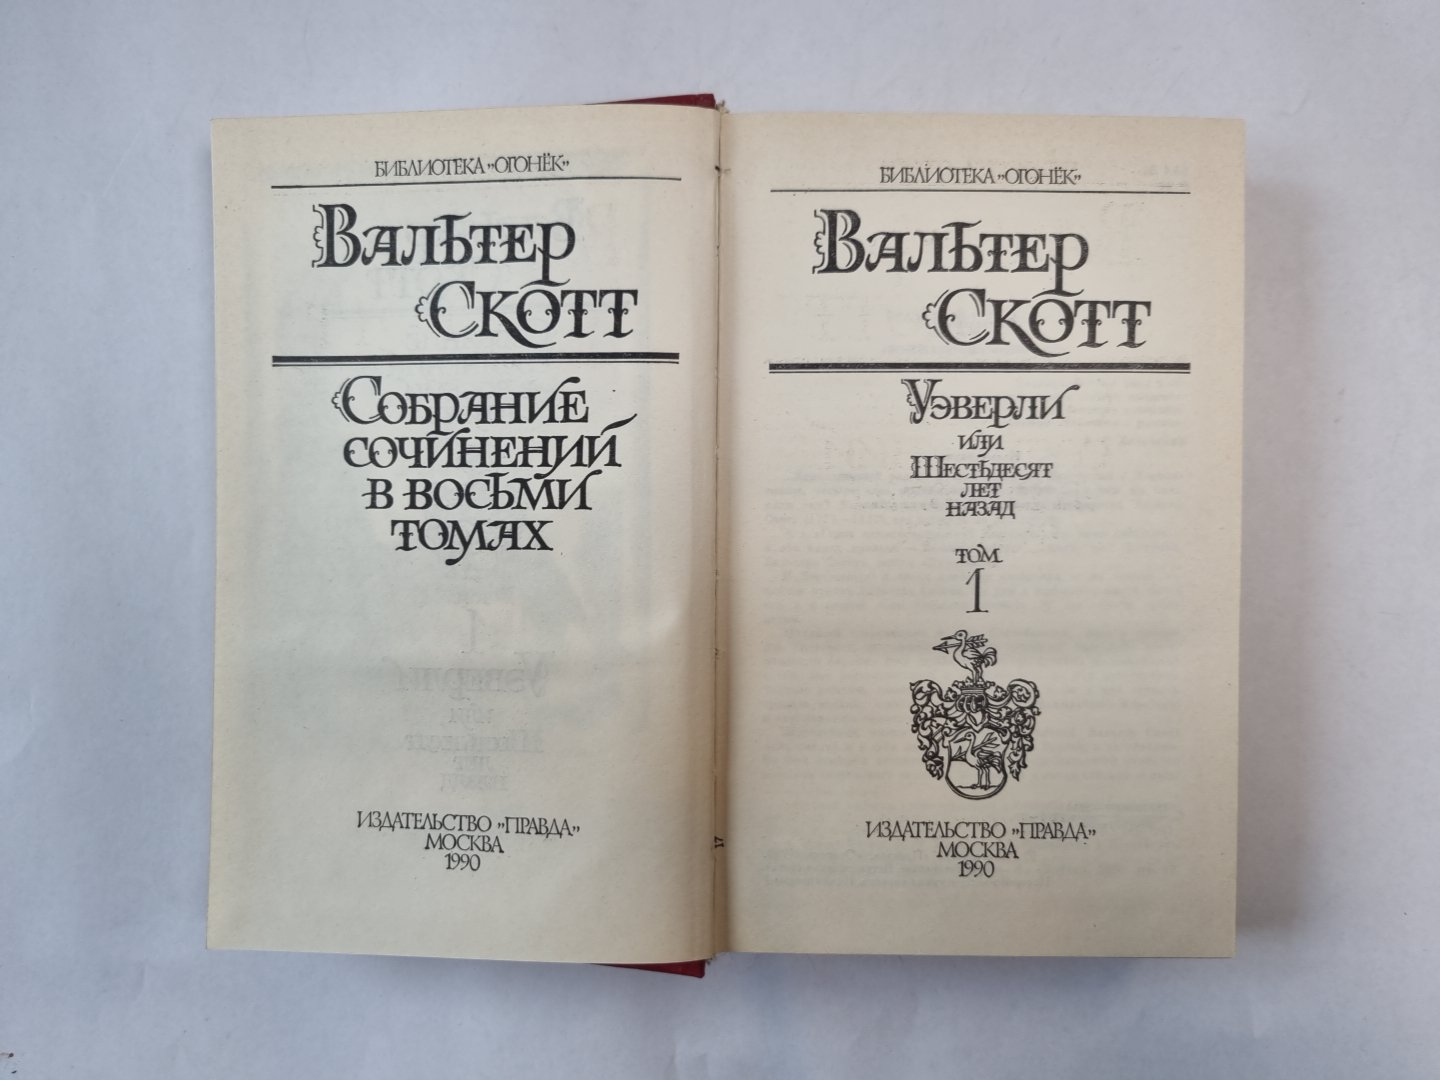 БИБЛИОТЕКА „ОГОНЁК”
ВАЛЬТЕР
СКОТТ
СОБРАНИЕ
СОЧИНЕНИЙ
В ВОСЬМИ
ТОМАХ
ИЗДАТЕЛЬСТВО „ПРАВДА”
МОСКВА
1990
БИБЛИОТЕКА „ОГОНЁК”
ВАЛЬТЕР
СКОТТ
УЭВЕРЛИ
ИЛИ
ШЕСТЬДЕСЯТ
ЛЕТ
НАЗАД
ТОМ
1
ИЗДАТЕЛЬСТВО „ПРАВДА”
МОСКВА
1990
17